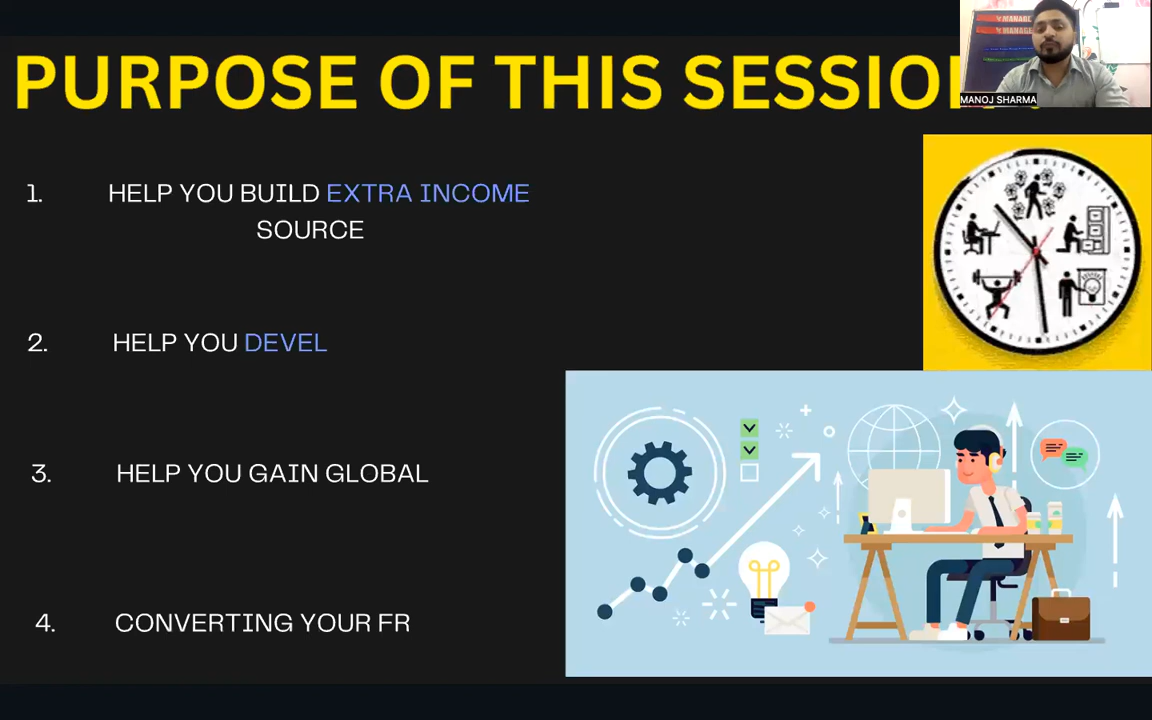 PURPOSE OF THIS SESSION
MANOJ SHARMA
1. HELP YOU BUILD EXTRA INCOME
SOURCE
2. HELP YOU DEVEL
3. HELP YOU GAIN GLOBAL
4. CONVERTING YOUR FR